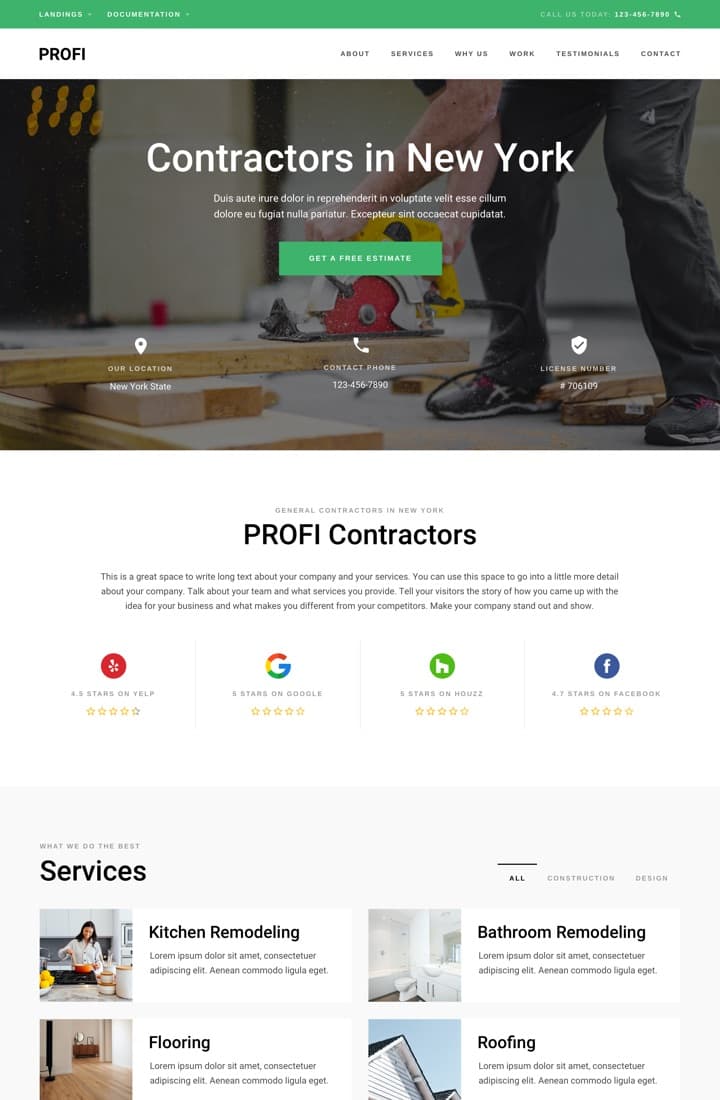 LANDINGS DOCUMENTATION CALL US TODAY: 123-456-7890
PROFI ABOUT SERVICES WHY US WORK TESTIMONIALS CONTACT
Contractors in New York
Duis aute irure dolor in reprehenderit in voluptate velit esse cillum
dolore eu fugiat nulla pariatur. Excepteur sint occaecat cupidatat.
GET A FREE ESTIMATE
OUR LOCATION
New York State
CONTACT PHONE
123-456-7890
LICENSE NUMBER
# 706109
GENERAL CONTRACTORS IN NEW YORK
PROFI Contractors
This is a great space to write long text about your company and your services. You can use this space to go into a little more detail
about your company. Talk about your team and what services you provide. Tell your visitors the story of how you came up with the
idea for your business and what makes you different from your competitors. Make your company stand out and show.
4.5 STARS ON YELP
5 STARS ON GOOGLE
5 STARS ON HOUZZ
4.7 STARS ON FACEBOOK
WHAT WE DO THE BEST
Services
ALL CONSTRUCTION DESIGN
Kitchen Remodeling
Lorem ipsum dolor sit amet, consectetuer
adipiscing elit. Aenean commodo ligula eget.
Bathroom Remodeling
Lorem ipsum dolor sit amet, consectetuer
adipiscing elit. Aenean commodo ligula eget.
Flooring
Lorem ipsum dolor sit amet, consectetuer
adipiscing elit. Aenean commodo ligula eget.
Roofing
Lorem ipsum dolor sit amet, consectetuer
adipiscing elit. Aenean commodo ligula eget.